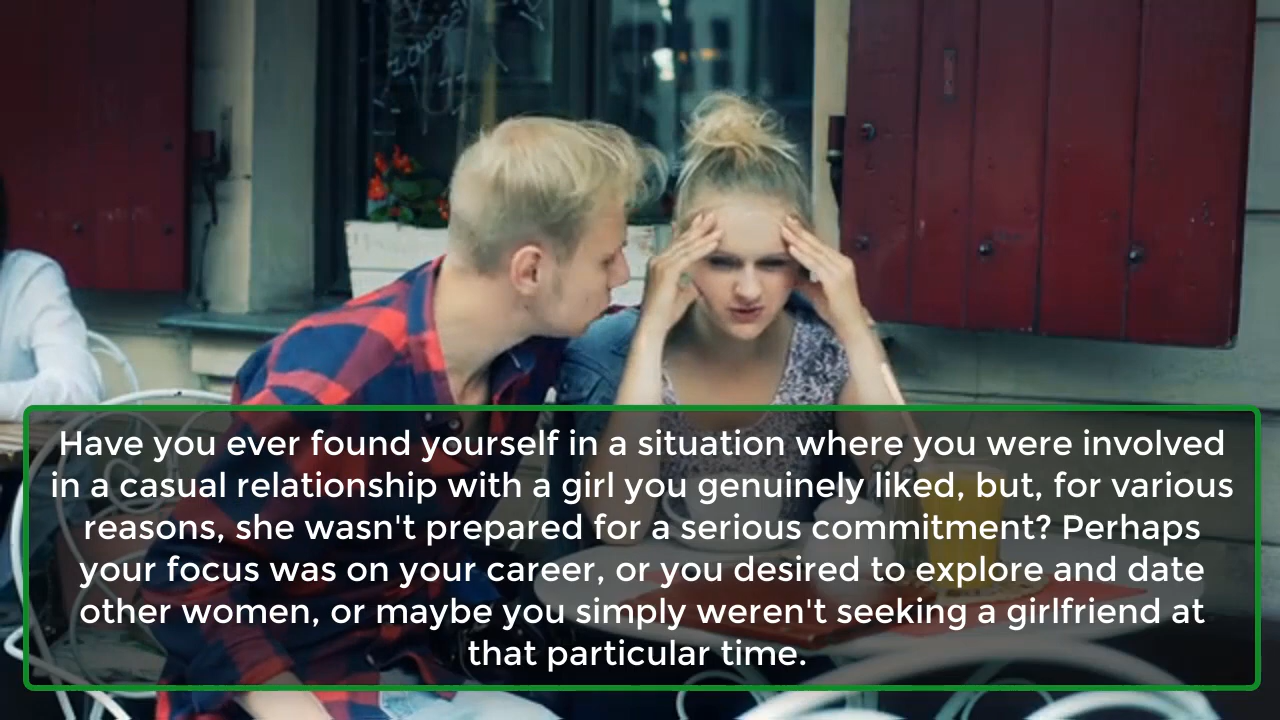 Have you ever found yourself in a situation where you were involved
in a casual relationship with a girl you genuinely liked, but, for various
reasons, she wasn't prepared for a serious commitment? Perhaps
your focus was on your career, or you desired to explore and date
other women, or maybe you simply weren't seeking a girlfriend at
that particular time.